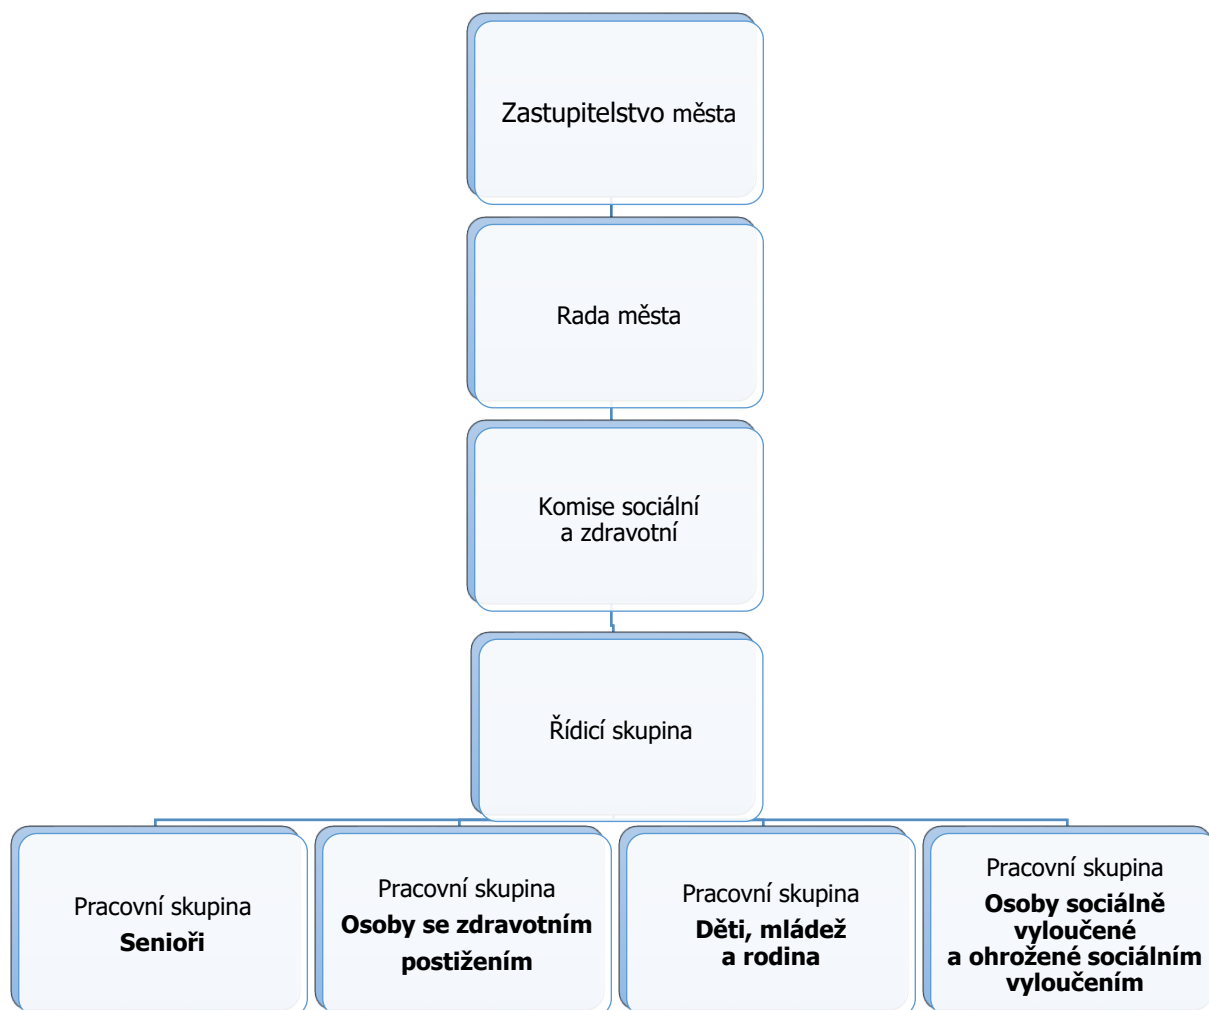 Zastupitelstvo města
Rada města
Komise sociální
a zdravotní
Řídicí skupina
Pracovní skupina
Senioři
Pracovní skupina
Osoby se zdravotním
postižením
Pracovní skupina
Děti, mládež
a rodina
Pracovní skupina
Osoby sociálně
vyloučené
a ohrožené sociálním
vyloučením